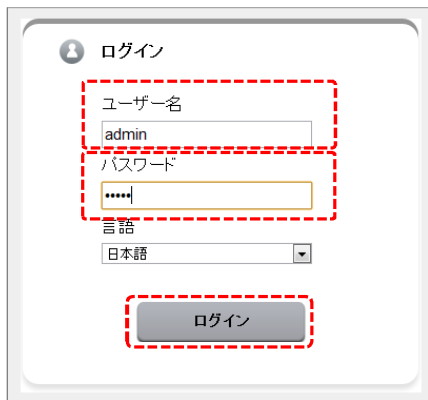 ログイン
ユーザー名
admin
パスワード
•••••
言語
日本語
ログイン